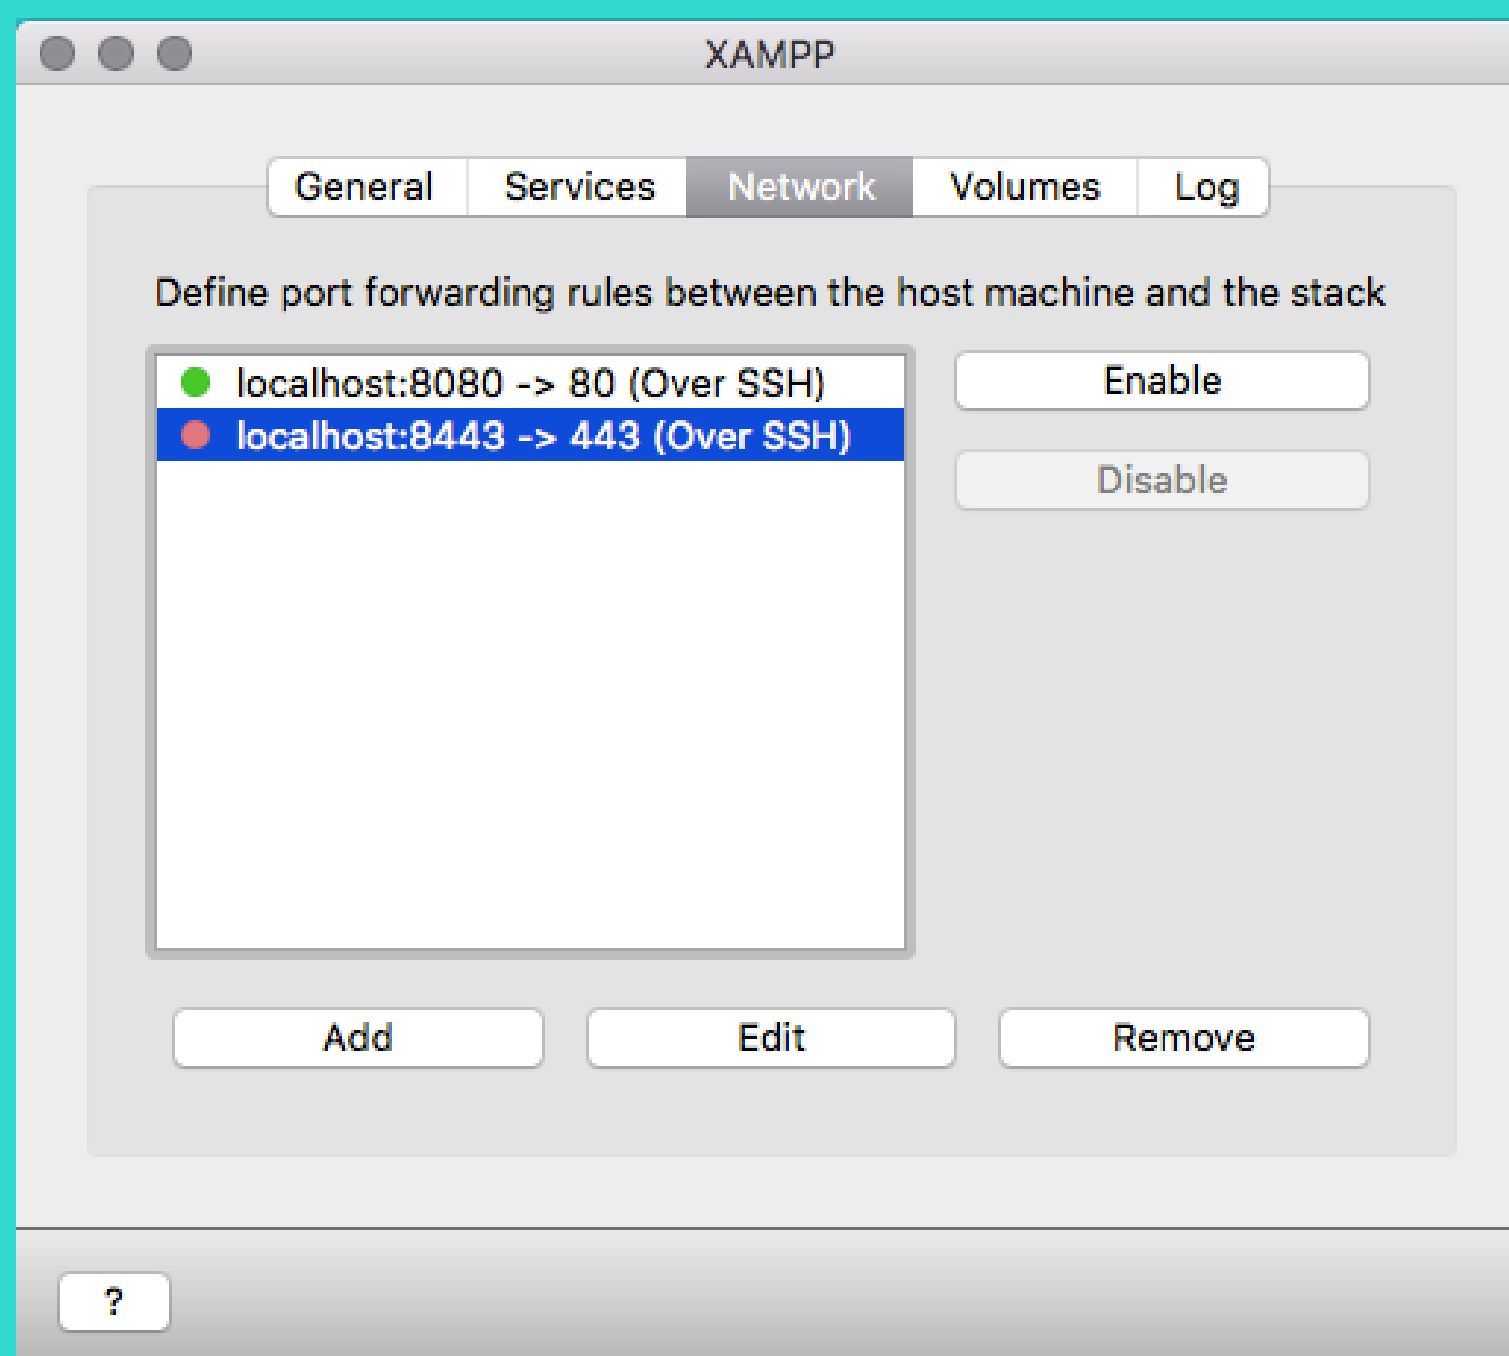 XAMPP
General Services Network Volumes Log
Define port forwarding rules between the host machine and the stack
localhost:8080 -> 80 (Over SSH)
localhost:8443 -> 443 (Over SSH)
Enable
Disable
Add Edit Remove
?